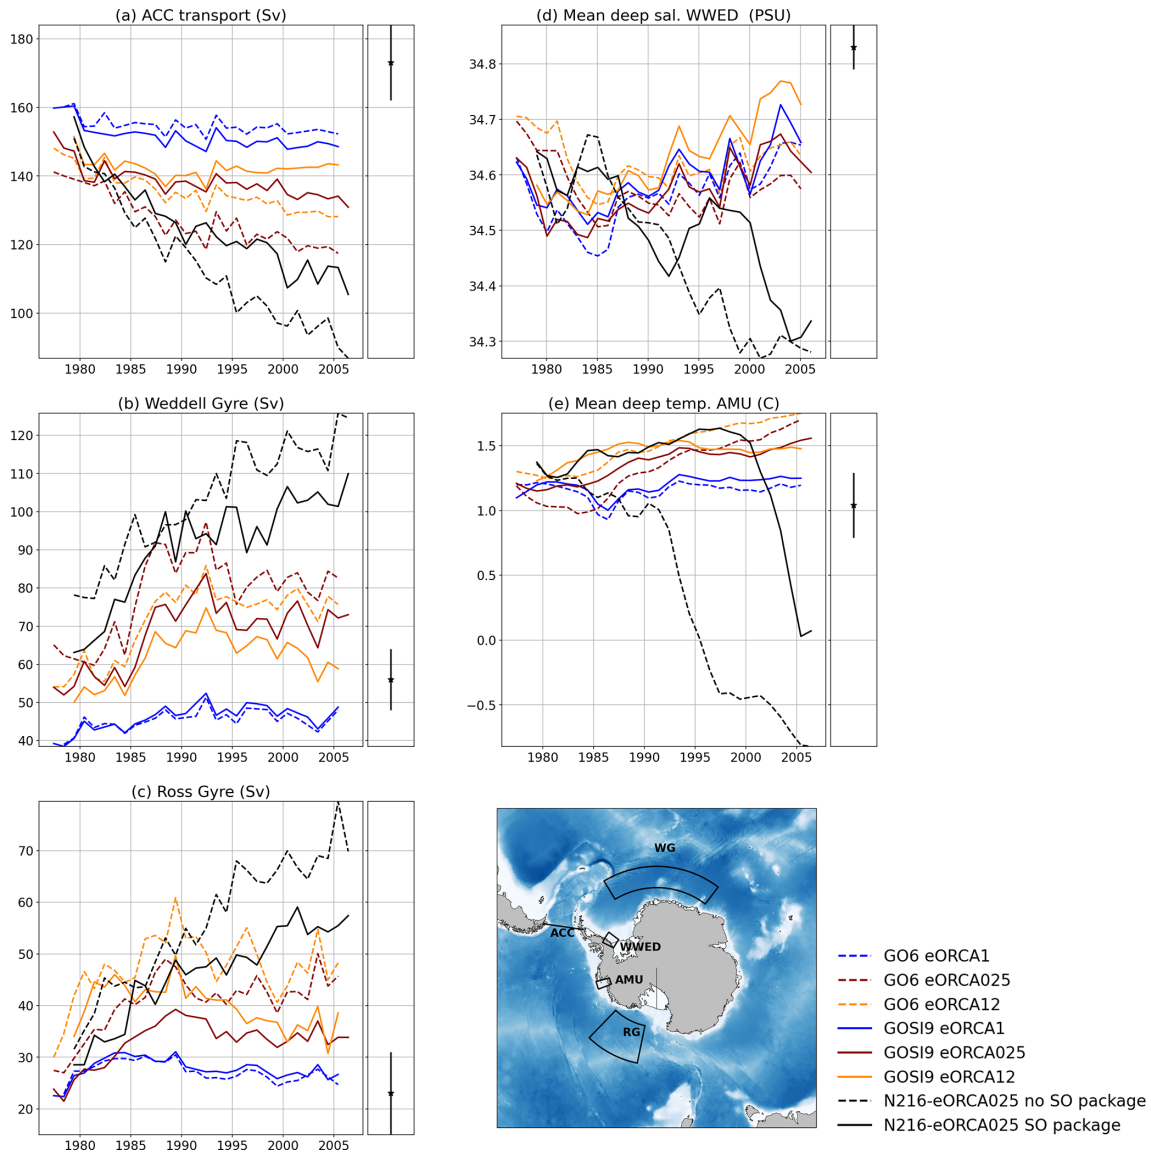 (a) ACC transport (Sv)
180
160
140
120
100
1980 1985 1990 1995 2000 2005
(d) Mean deep sal. WWED (PSU)
34.8
34.7
34.6
34.5
34.4
34.3
1980 1985 1990 1995 2000 2005
(b) Weddell Gyre (Sv)
120
110
100
90
80
70
60
50
40
1980 1985 1990 1995 2000 2005
(e) Mean deep temp. AMU (C)
1.5
1.0
0.5
0.0
−0.5
1980 1985 1990 1995 2000 2005
(c) Ross Gyre (Sv)
70
60
50
40
30
20
1980 1985 1990 1995 2000 2005
WG
ACC
WWED
AMU
RG
GO6 eORCA1
GO6 eORCA025
GO6 eORCA12
GOSI9 eORCA1
GOSI9 eORCA025
GOSI9 eORCA12
N216-eORCA025 no SO package
N216-eORCA025 SO package